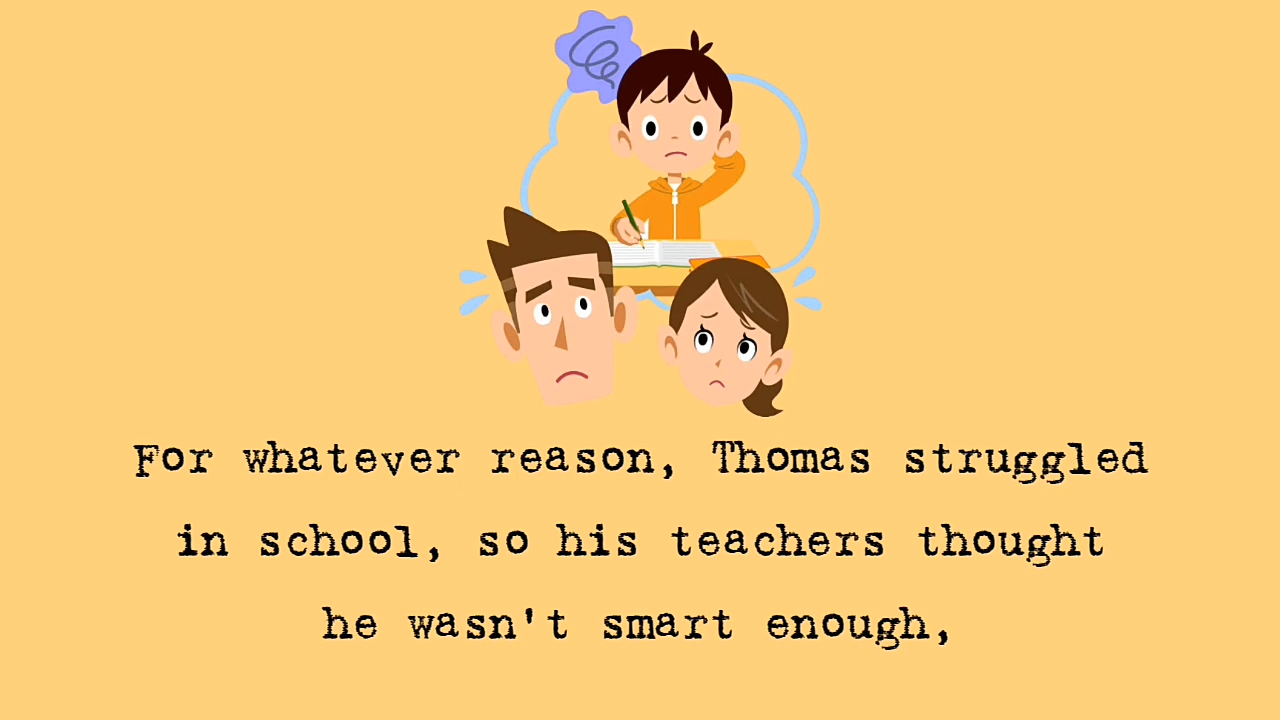 For whatever reason, Thomas struggled
in school, so his teachers thought
he wasn't smart enough,